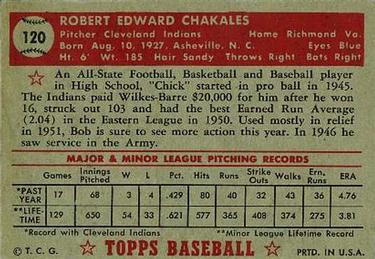 120
ROBERT EDWARD CHAKALES
Pitcher Cleveland Indians Home Richmond Va.
Born Aug. 10, 1927. Asheville, N. C. Eyes Blue
Ht. 6' Wt. 185 Hair Sandy Throws Right Bats Right
An All-State Football, Basketball and Baseball player
in High School, "Chick" started in pro ball in 1945.
The Indians paid Wilkes-Barre $20,000 for him after he won
16, struck out 103 and had the best Earned Run Average
(2.04) in the Eastern League in 1950. Used mostly in relief
in 1951, Bob is sure to see more action this year. In 1946 he
saw service in the Army.
MAJOR & MINOR LEAGUE PITCHING RECORDS
Games Innings Pitched W L Pct. Hits Runs Strike Outs Walks Ern. Runs ERA
*PAST YEAR 17 68 3 4 .429 80 40 32 43 36 4.76
**LIFE-TIME 129 650 54 33 .621 577 408 364 377 275 3.81
*Record with Cleveland Indians **Minor League Lifetime Record
* T. C. G. TOPPS BASEBALL PRTD. IN U.S.A.